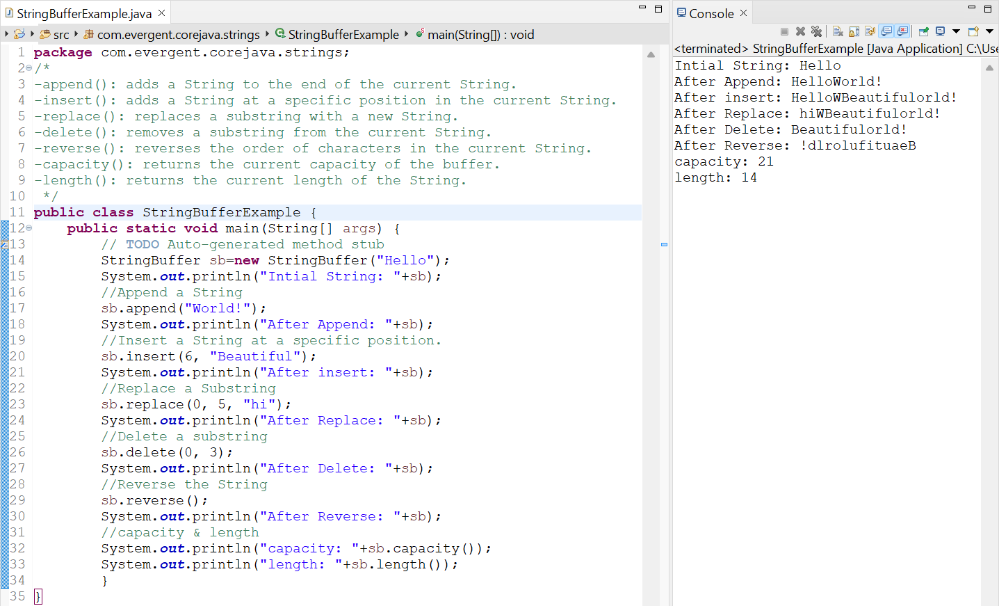 StringBufferExample.java
src com.evergent.corejava.strings StringBufferExample main(String[]) : void
1 package com.evergent.corejava.strings;
2 /*
3 -append(): adds a String to the end of the current String.
4 -insert(): adds a String at a specific position in the current String.
5 -replace(): replaces a substring with a new String.
6 -delete(): removes a substring from the current String.
7 -reverse(): reverses the order of characters in the current String.
8 -capacity(): returns the current capacity of the buffer.
9 -length(): returns the current length of the String.
10 */
11 public class StringBufferExample {
12 public static void main(String[] args) {
13 // TODO Auto-generated method stub
14 StringBuffer sb=new StringBuffer("Hello");
15 System.out.println("Intial String: "+sb);
16 //Append a String
17 sb.append("World!");
18 System.out.println("After Append: "+sb);
19 //Insert a String at a specific position.
20 sb.insert(6, "Beautiful");
21 System.out.println("After insert: "+sb);
22 //Replace a Substring
23 sb.replace(0, 5, "hi");
24 System.out.println("After Replace: "+sb);
25 //Delete a substring
26 sb.delete(0, 3);
27 System.out.println("After Delete: "+sb);
28 //Reverse the String
29 sb.reverse();
30 System.out.println("After Reverse: "+sb);
31 //capacity & length
32 System.out.println("capacity: "+sb.capacity());
33 System.out.println("length: "+sb.length());
34 }
35 }
Console
<terminated> StringBufferExample [Java Application] C:\Use
Intial String: Hello
After Append: HelloWorld!
After insert: HelloWBeautifulorld!
After Replace: hiWBeautifulorld!
After Delete: Beautifulorld!
After Reverse: !dlrolufituaeB
capacity: 21
length: 14